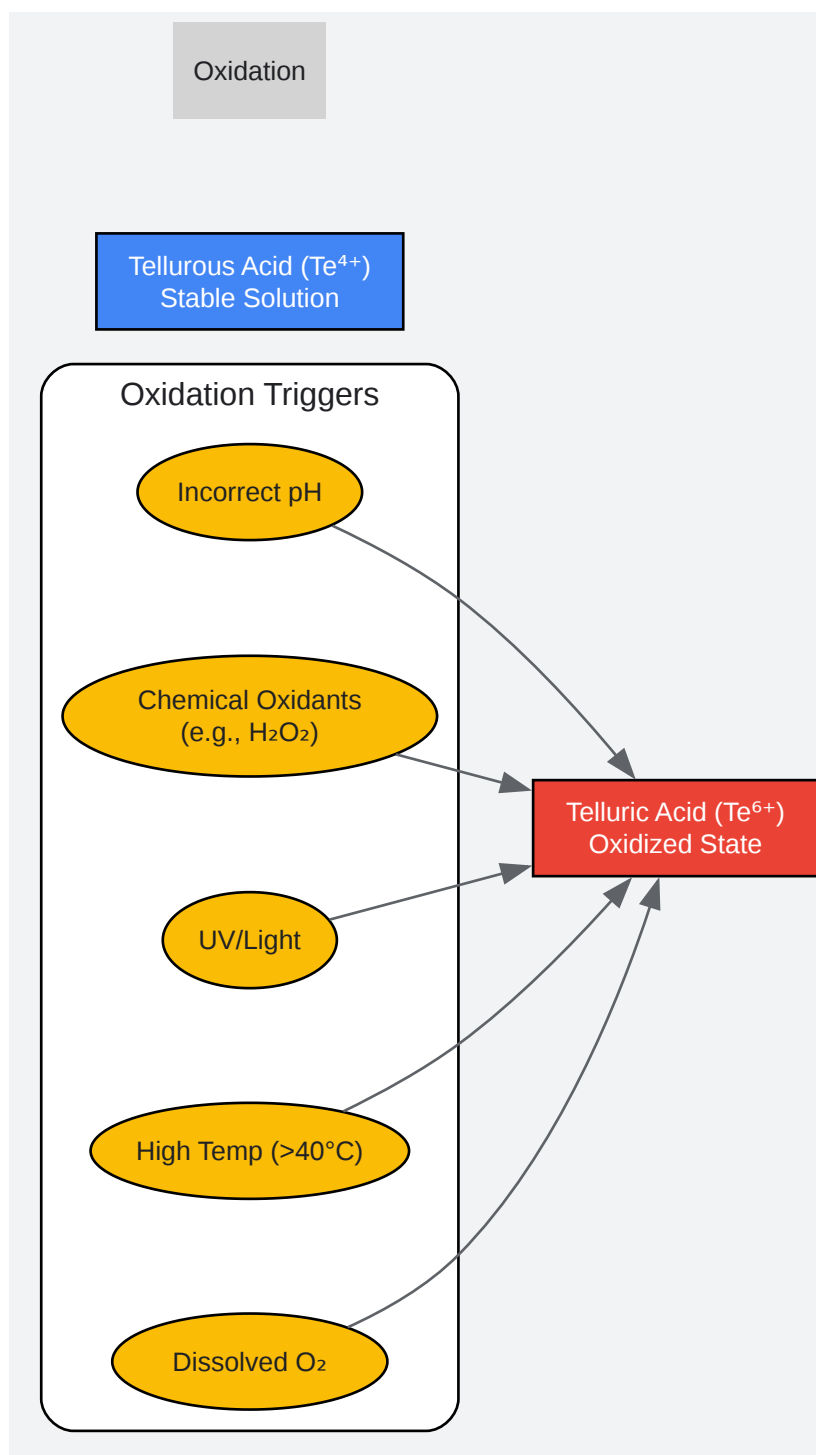 Oxidation
Tellurous Acid (Te⁴⁺)
Stable Solution
Oxidation Triggers
Incorrect pH
Chemical Oxidants
(e.g., H₂O₂)
Telluric Acid (Te⁶⁺)
Oxidized State
UV/Light
High Temp (>40°C)
Dissolved O₂